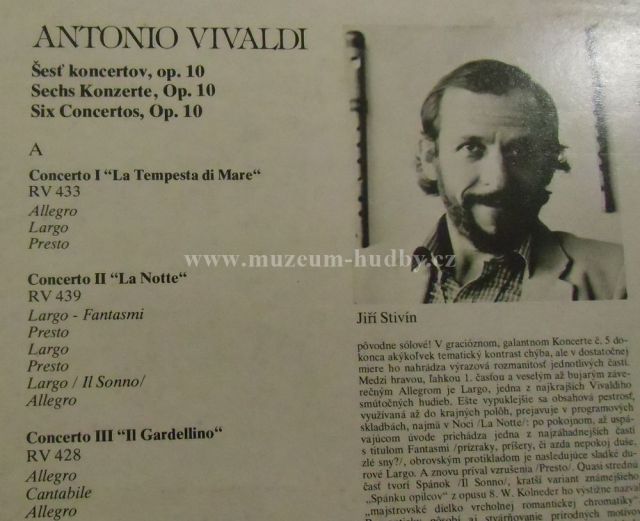 ANTONIO VIVALDI
Šesť koncertov, op. 10
Sechs Konzerte, Op. 10
Six Concertos, Op. 10
A
Concerto I “La Tempesta di Mare“
RV 433
Allegro
Largo
Presto
Concerto II “La Notte“
RV 439
Largo - Fantasmi
Presto
Largo
Presto
Largo / Il Sonno/
Allegro
Concerto III “Il Gardellino“
RV 428
Allegro
Cantabile
Allegro
www.muzeum-hudby.cz
Jiří Stivín
pôvodne sólové! V gracióznom, galantnom Koncerte č. 5 do-
konca akýkoľvek tematický kontrast chýba, ale v dostatočnej
miere ho nahrádza výrazová rozmanitosť jednotlivých častí.
Medzi hravou, ľahkou 1. časťou a veselým až bujarým záve-
rečným Allegrom je Largo, jedna z najkrajších Vivaldiho
smútočných hudieb. Ešte vypuklejšie sa obsahová pestrosť,
využívaná až do krajných polôh, prejavuje v programových
skladbách, najmä v Noci /La Notte/: po pokojnom, až uspá-
vajúcom úvode prichádza jedna z najzáhadnejších častí
s titulom Fantasmi /prízraky, príšery, či azda nepokoj du-
zlé sny?/, obrovským protikladom je nasledujúce sladké du-
Largo. A znovu príval vzrušenia /Presto/. Quasi stredná
časť tvorí Spánok /Il Sonno/, kratší variant známejšieho
„Spánku opilcov“ z opusu 8. W. Kölneder ho výstižne nazval
„majstrovské dielko vrcholnej romantickej chromatiky“